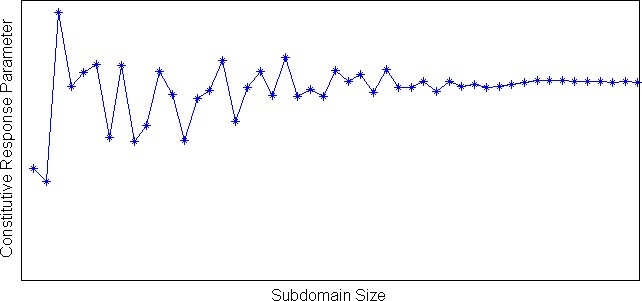 Constitutive Response Parameter
Subdomain Size